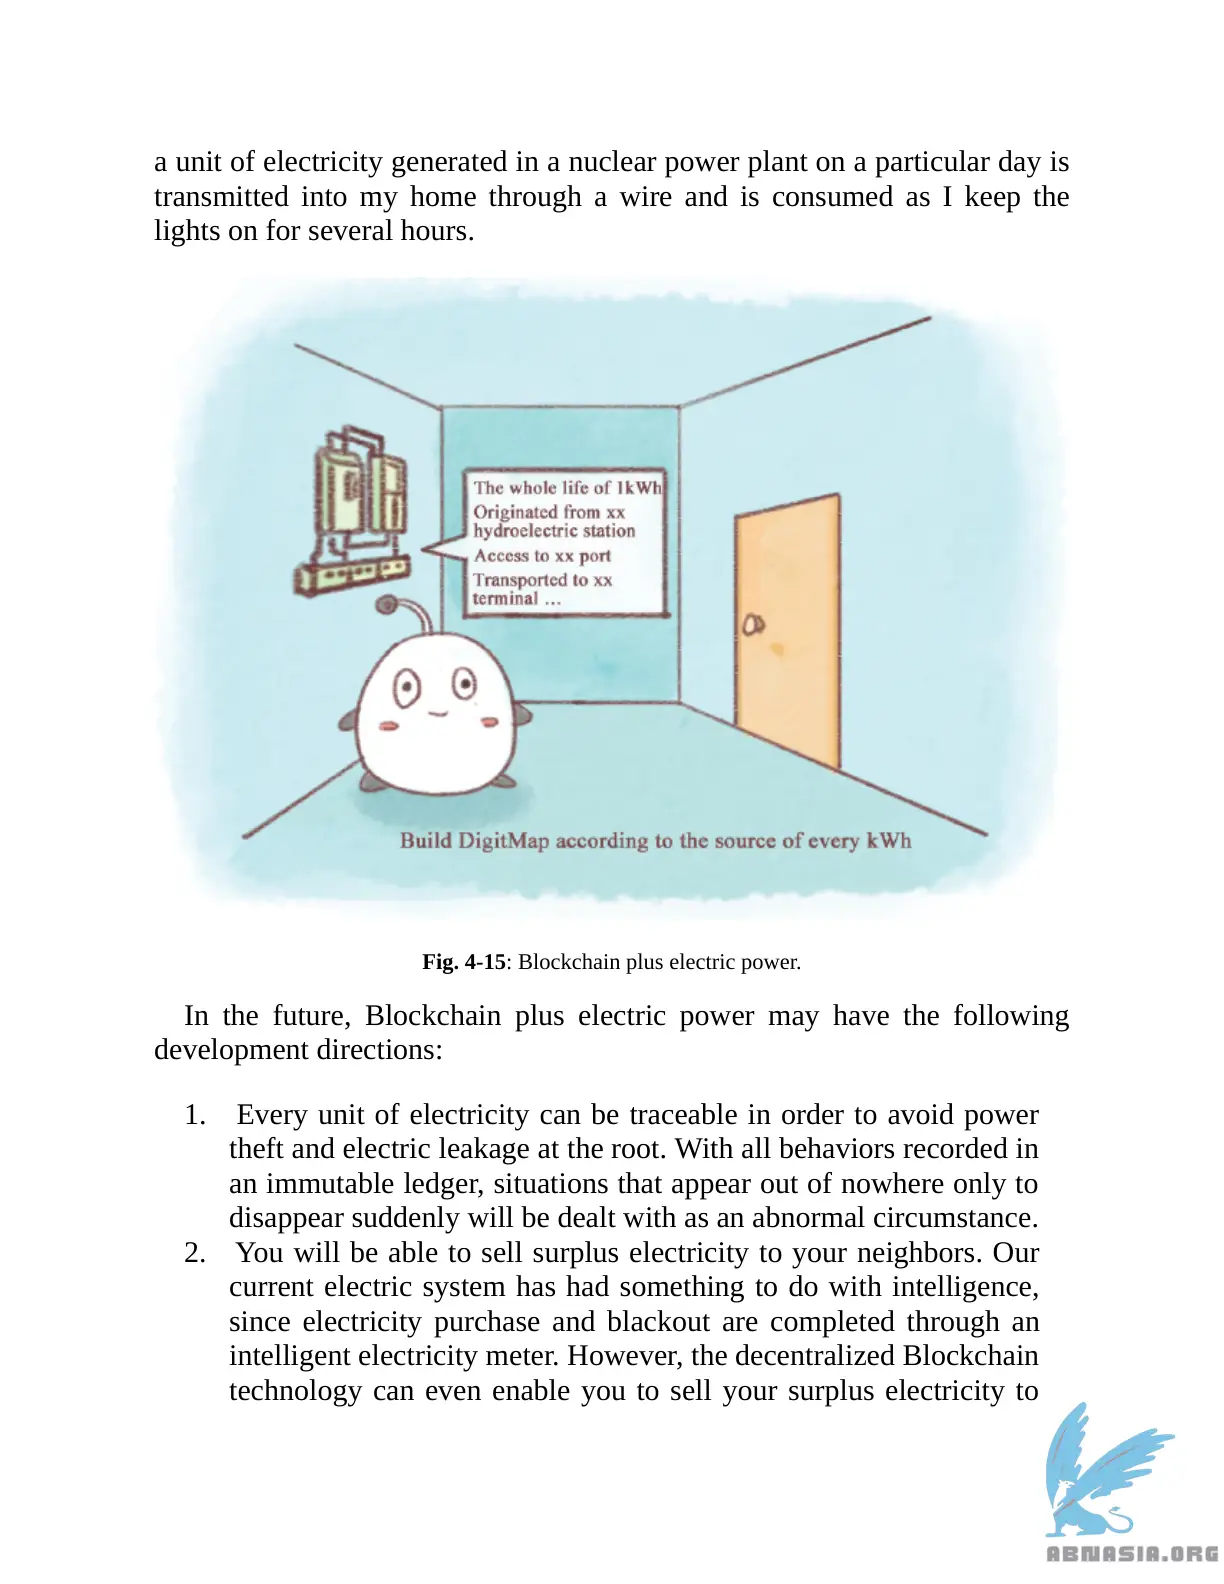 a unit of electricity generated in a nuclear power plant on a particular day is
transmitted into my home through a wire and is consumed as I keep the
lights on for several hours.
The whole life of 1kWh
Originated from xx
hydroelectric station
Access to xx port
Transported to xx
terminal ...
Build DigitMap according to the source of every kWh
Fig. 4-15: Blockchain plus electric power.
In the future, Blockchain plus electric power may have the following
development directions:
1. Every unit of electricity can be traceable in order to avoid power
theft and electric leakage at the root. With all behaviors recorded in
an immutable ledger, situations that appear out of nowhere only to
disappear suddenly will be dealt with as an abnormal circumstance.
2. You will be able to sell surplus electricity to your neighbors. Our
current electric system has had something to do with intelligence,
since electricity purchase and blackout are completed through an
intelligent electricity meter. However, the decentralized Blockchain
technology can even enable you to sell your surplus electricity to
ABNASIA.ORG